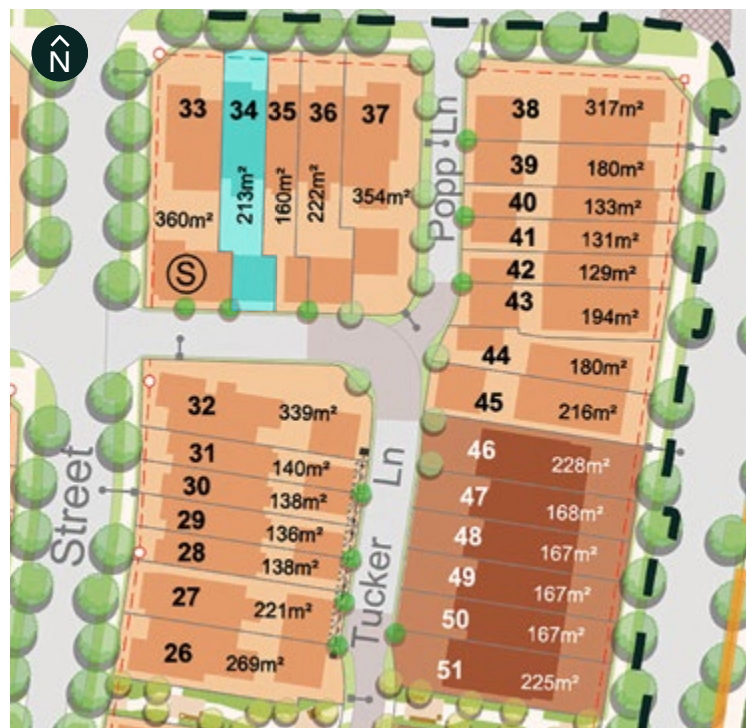 N
33
34
35
36
37
360m²
213m²
160m²
222m²
354m²
S
Popp Ln
38 317m²
39 180m²
40 133m²
41 131m²
42 129m²
43 194m²
44 180m²
45 216m²
32 339m²
31 140m²
30 138m²
29 136m²
28 138m²
27 221m²
26 269m²
Street
Tucker Ln
46 228m²
47 168m²
48 167m²
49 167m²
50 167m²
51 225m²